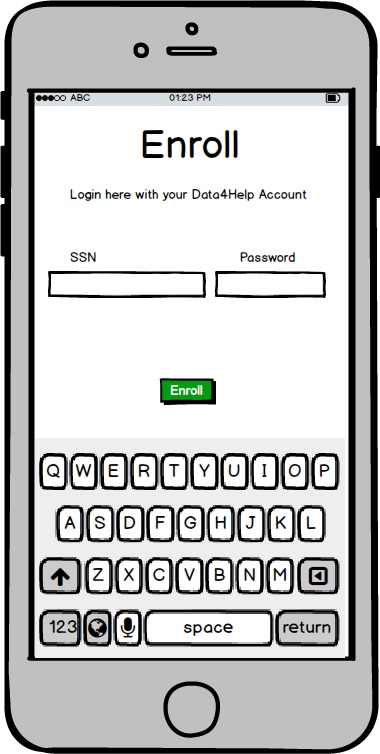 ABC 01:23 PM
Enroll
Login here with your Data4Help Account
SSN Password
Enroll
Q W E R T Y U I O P
A S D F G H J K L
Z X C V B N M
123 space return